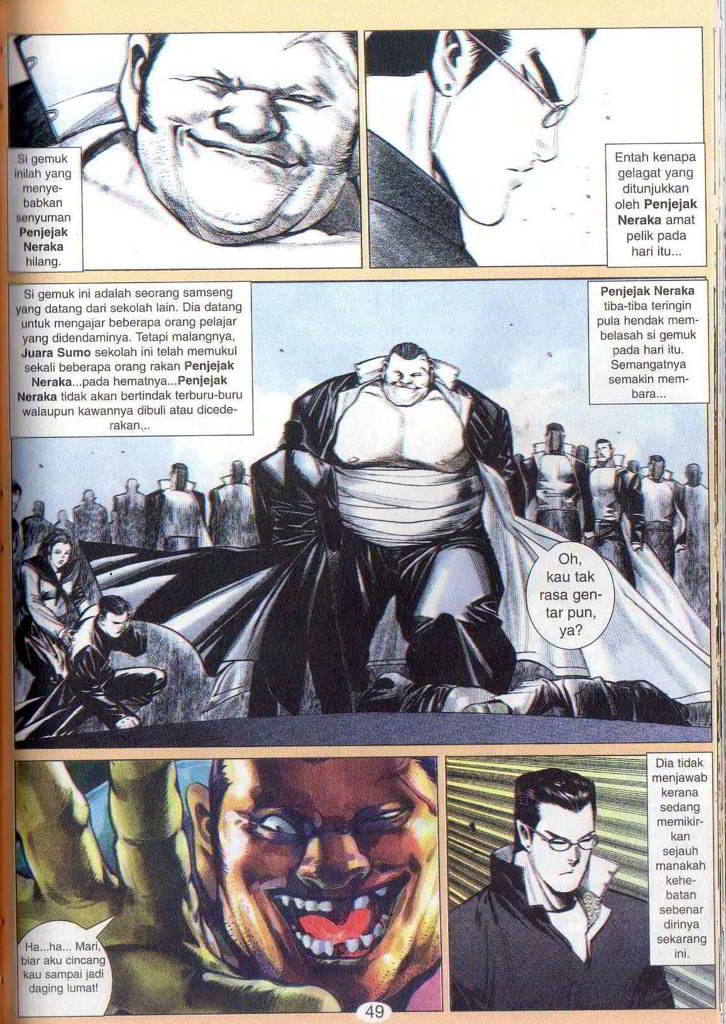 Si gemuk
inilah yang
menye-
babkan
senyuman
Penjejak
Neraka
hilang.
Entah kenapa
gelagat yang
ditunjukkan
oleh Penjejak
Neraka amat
pelik pada
hari itu...
Si gemuk ini adalah seorang samseng
yang datang dari sekolah lain. Dia datang
untuk mengajar beberapa orang pelajar
yang didendaminya. Tetapi malangnya,
Juara Sumo sekolah ini telah memukul
sekali beberapa orang rakan Penjejak
Neraka...pada hematnya...Penjejak
Neraka tidak akan bertindak terburu-buru
walaupun kawannya dibuli atau dicede-
rakan...
Penjejak Neraka
tiba-tiba teringin
pula hendak mem-
belasah si gemuk
pada hari itu.
Semangatnya
semakin mem-
bara...
Oh,
kau tak
rasa gen-
tar pun,
ya?
Ha...ha... Mari,
biar aku cincang
kau sampai jadi
daging lumat!
Dia tidak
menjawab
kerana
sedang
memikir-
kan
sejauh
manakah
kehe-
batan
sebenar
dirinya
sekarang
ini.
49